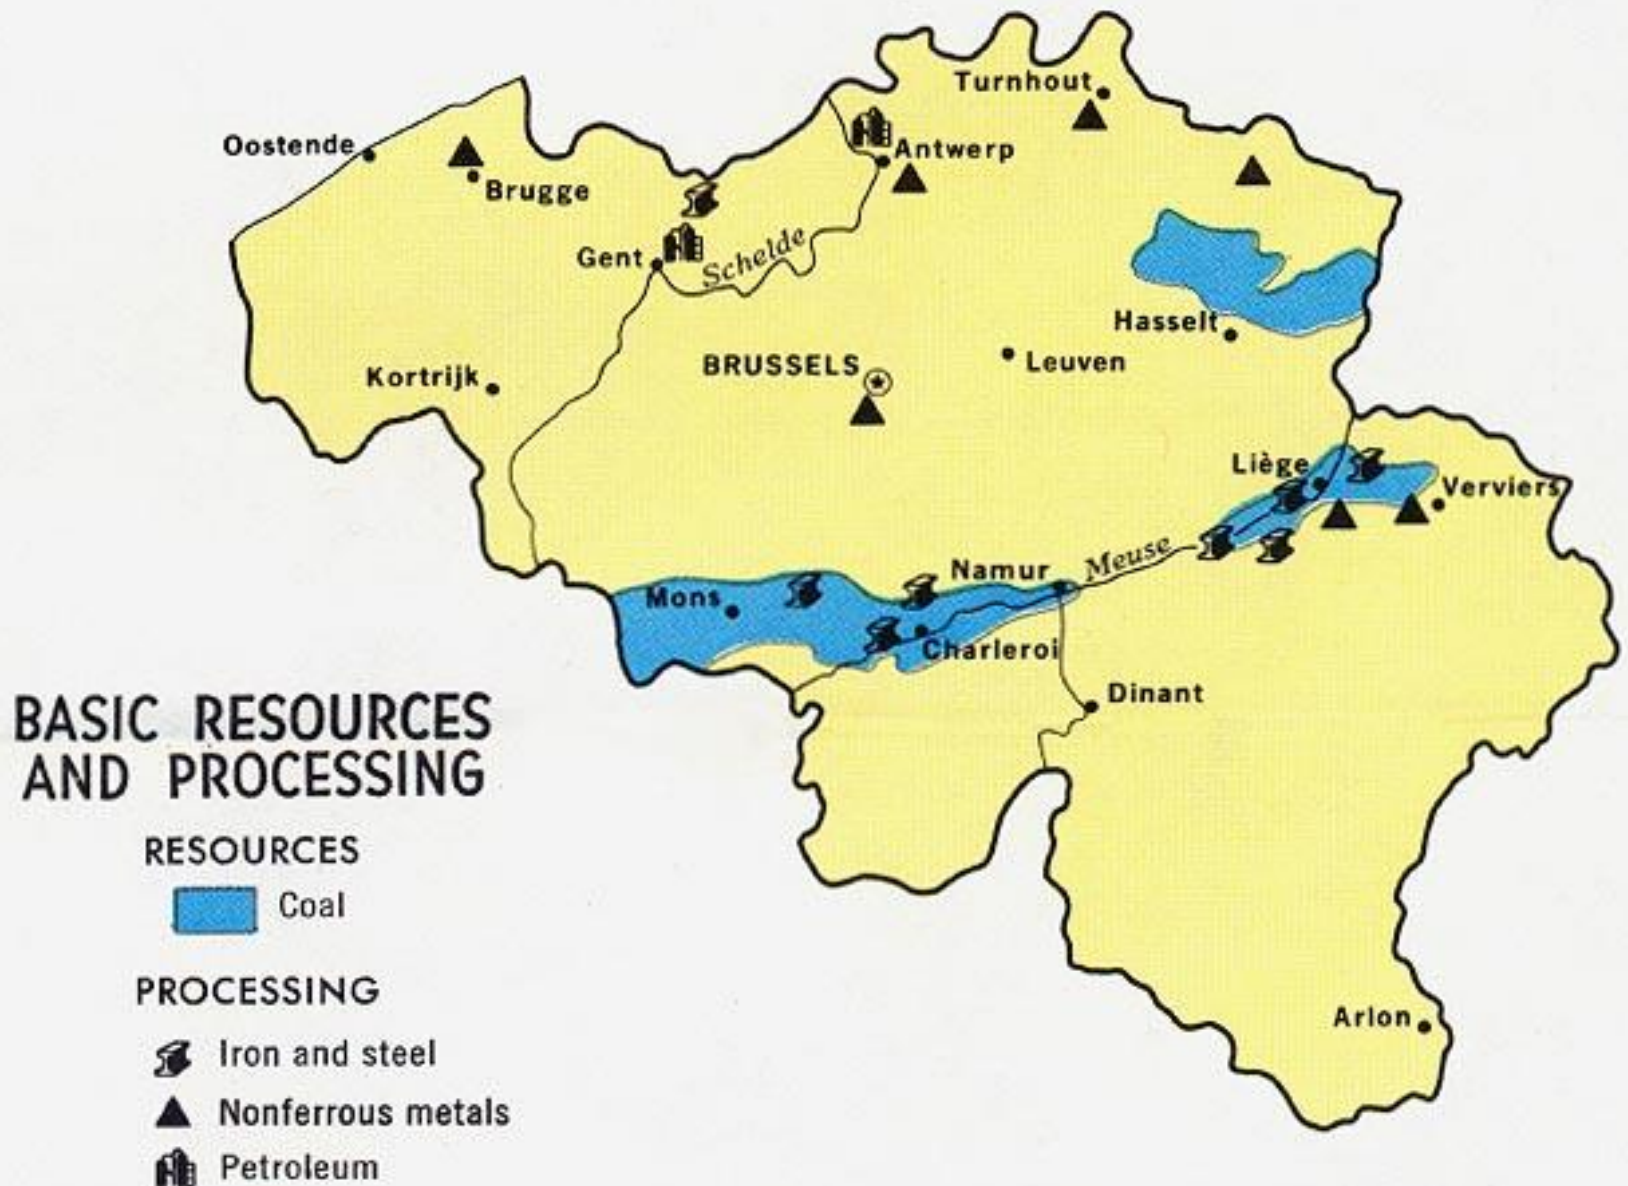 Turnhout
Oostende
Antwerp
Brugge
Schelde
Gent
Hasselt
BRUSSELS
Leuven
Kortrijk
Liège
Verviers
Meuse
Namur
Mons
Charleroi
Dinant
BASIC RESOURCES
AND PROCESSING
RESOURCES
Coal
PROCESSING
Arlon
Iron and steel
Nonferrous metals
Petroleum